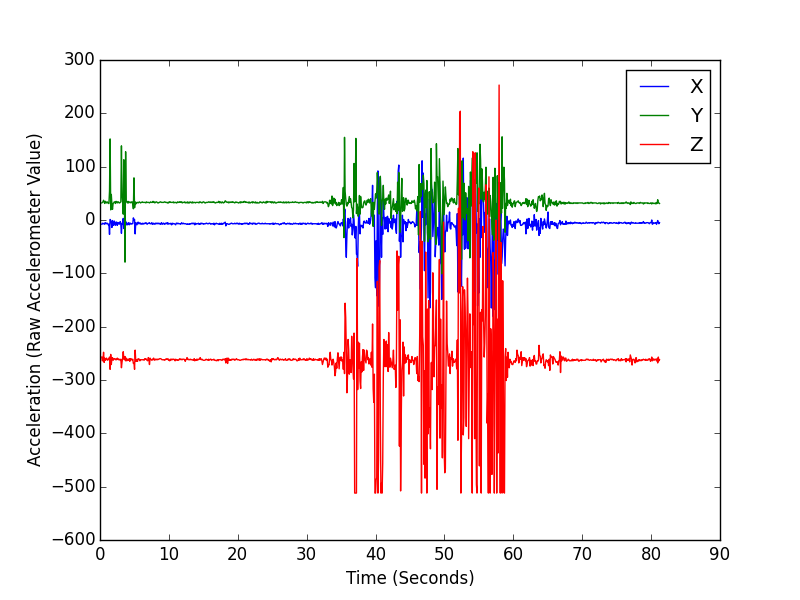 300
200
100
0
−100
−200
−300
−400
−500
−600
0 10 20 30 40 50 60 70 80 90
Time (Seconds)
Acceleration (Raw Accelerometer Value)
X
Y
Z